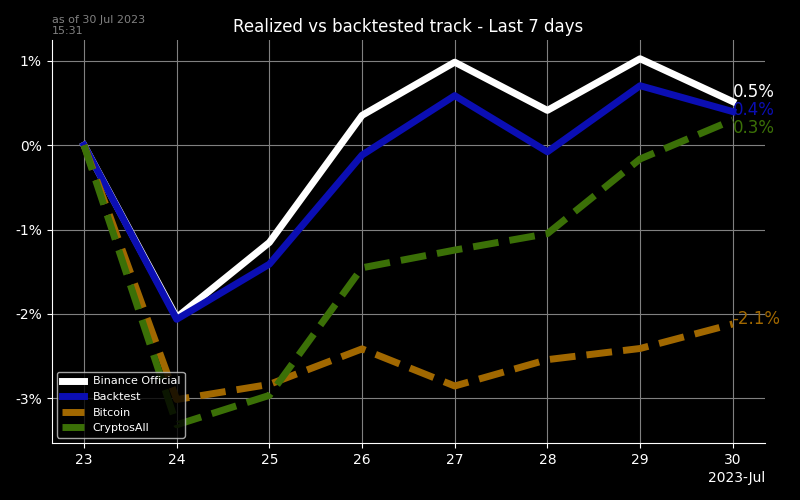 as of 30 Jul 2023
15:31
Realized vs backtested track - Last 7 days
1%
0%
-1%
-2%
-3%
0.5%
0.4%
0.3%
-2.1%
Binance Official
Backtest
Bitcoin
CryptosAll
23 24 25 26 27 28 29 30
2023-Jul